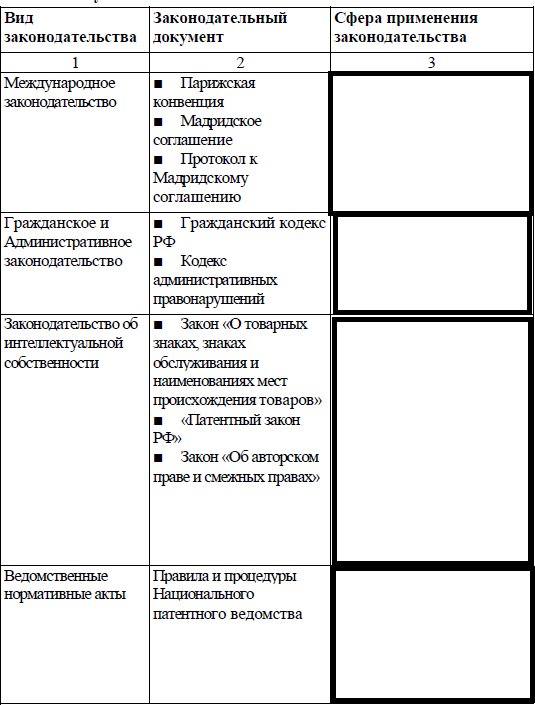 Вид
законодательства
Законодательный
документ
Сфера применения
законодательства
1
2
3
Международное
законодательство
■ Парижская
конвенция
■ Мадридское
соглашение
■ Протокол к
Мадридскому
соглашению
Гражданское и
Административное
законодательство
■ Гражданский кодекс
РФ
■ Кодекс
административных
правонарушений
Законодательство об
интеллектуальной
собственности
■ Закон «О товарных
знаках, знаках
обслуживания и
наименованиях мест
происхождения товаров»
■ «Патентный закон
РФ»
■ Закон «Об авторском
праве и смежных правах»
Ведомственные
нормативные акты
Правила и процедуры
Национального
патентного ведомства